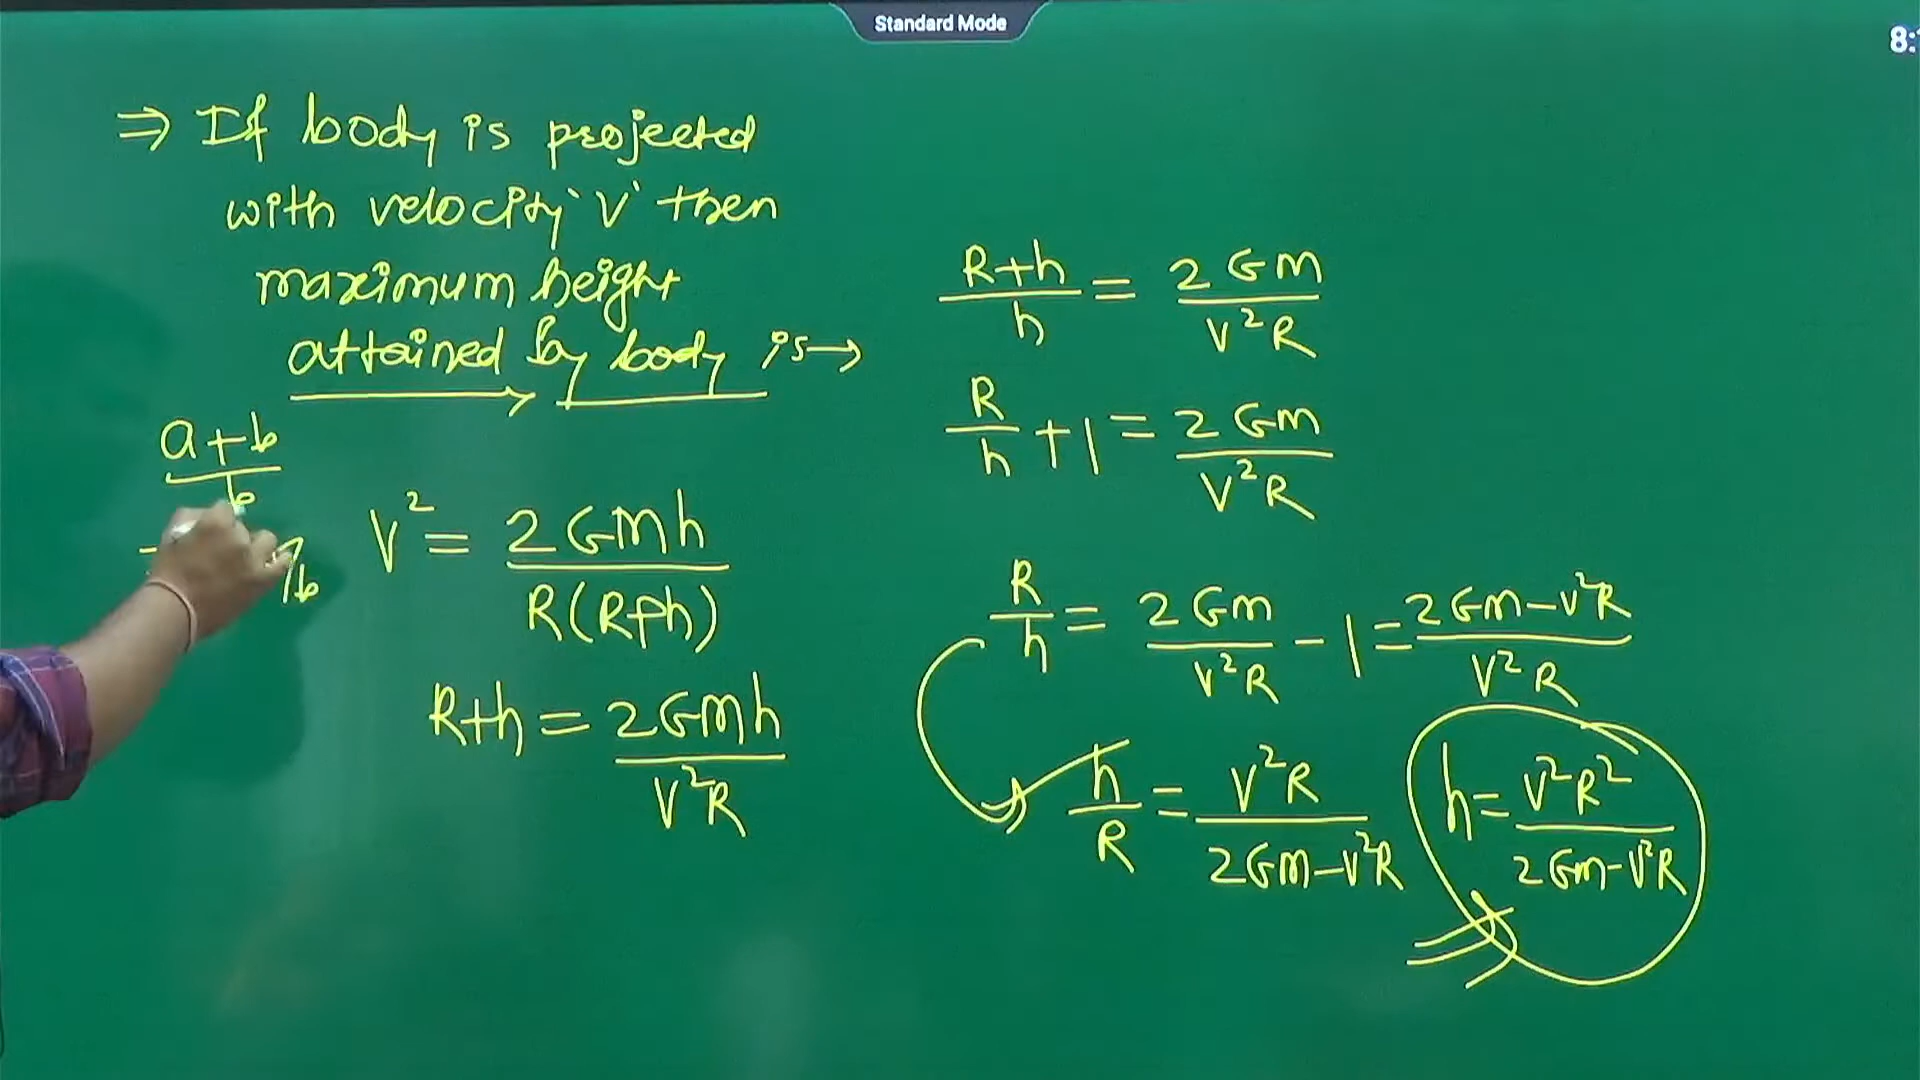 Standard Mode
8:
⇒ If body is projected
with velocity 'V' then
maximum height
attained by body is →
a + b
b
/b
V² = 2GMh / R(R+h)
R+h = 2GMh / V²R
R+h / h = 2GM / V²R
R/h + 1 = 2GM / V²R
R/h = 2GM / V²R - 1 = 2GM - V²R / V²R
h/R = V²R / 2GM - V²R
h = V²R² / 2GM - V²R